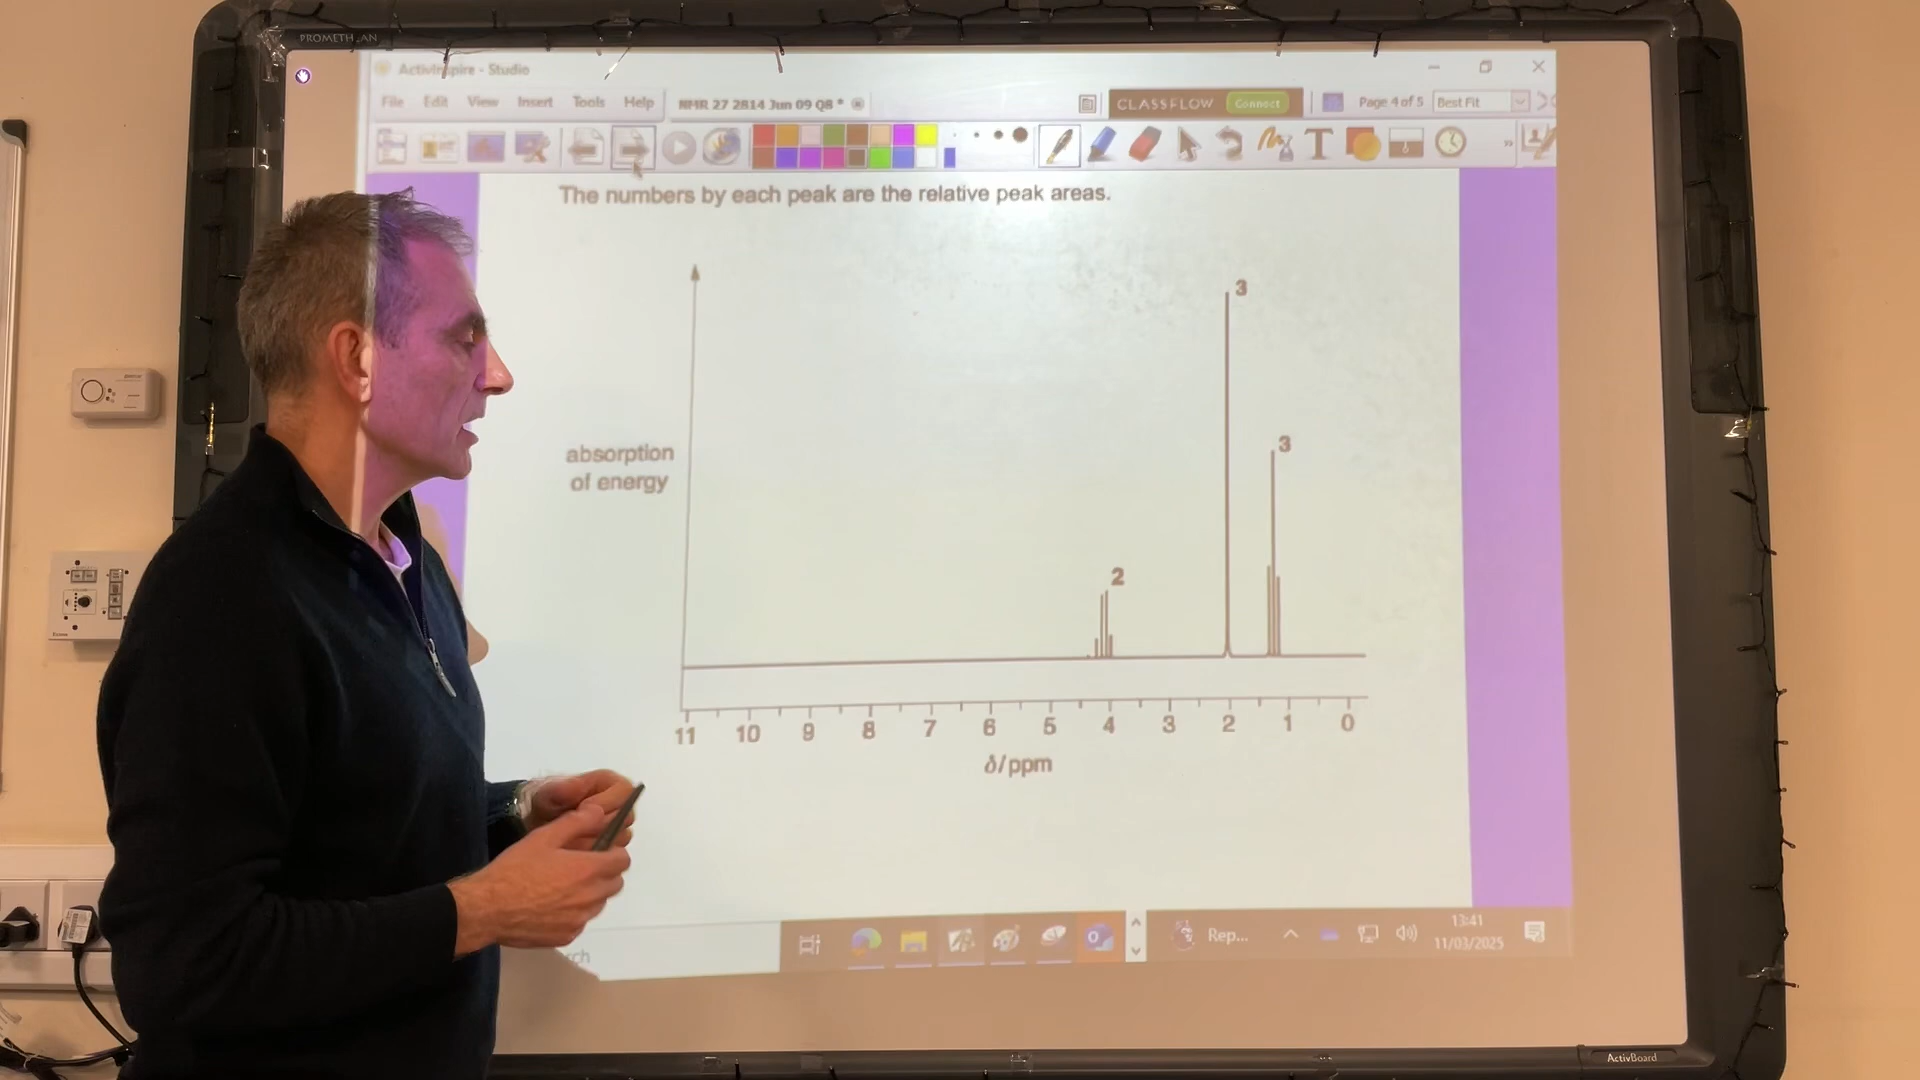 PROMETHEAN
ActivInspire - Studio
File Edit View Insert Tools Help
NMR 27 2814 Jun 09 Q8 *
CLASSFLOW Connect
Page 4 of 5
Best Fit
The numbers by each peak are the relative peak areas.
3
3
2
absorption
of energy
11 10 9 8 7 6 5 4 3 2 1 0
δ/ppm
Rep...
13:41
11/03/2025
ActivBoard